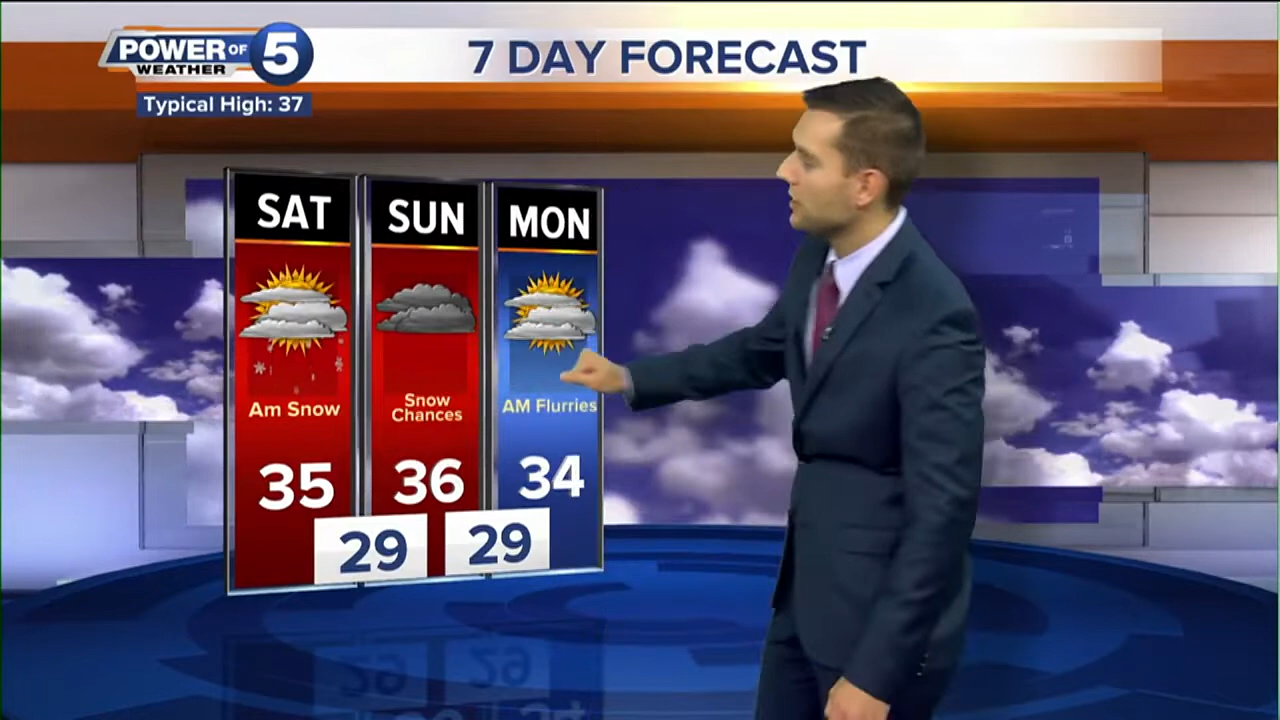 POWER OF 5
WEATHER
7 DAY FORECAST
Typical High: 37
SAT
SUN
MON
Am Snow
Snow
Chances
AM Flurries
35
36
34
29
29